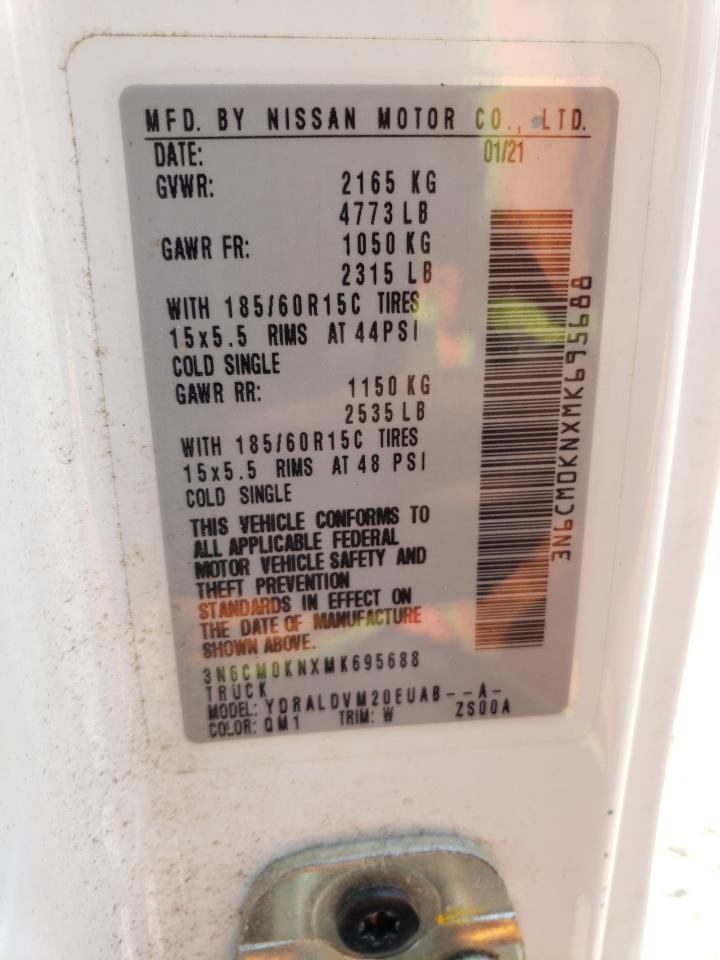 MFD. BY NISSAN MOTOR CO., LTD.
DATE: 01/21
GVWR: 2165 KG
4773 LB
GAWR FR: 1050 KG
2315 LB
WITH 185/60R15C TIRES
15x5.5 RIMS AT 44PSI
COLD SINGLE
GAWR RR: 1150 KG
2535 LB
WITH 185/60R15C TIRES
15x5.5 RIMS AT 48 PSI
COLD SINGLE
THIS VEHICLE CONFORMS TO
ALL APPLICABLE FEDERAL
MOTOR VEHICLE SAFETY AND
THEFT PREVENTION
STANDARDS IN EFFECT ON
THE DATE OF MANUFACTURE
SHOWN ABOVE.
3N6CM0KNXMK695688
TRUCK
MODEL: YDRALDVM20EUAB--A-
COLOR: QM1 TRIM: W ZS00A
3N6CM0KNXMK695688